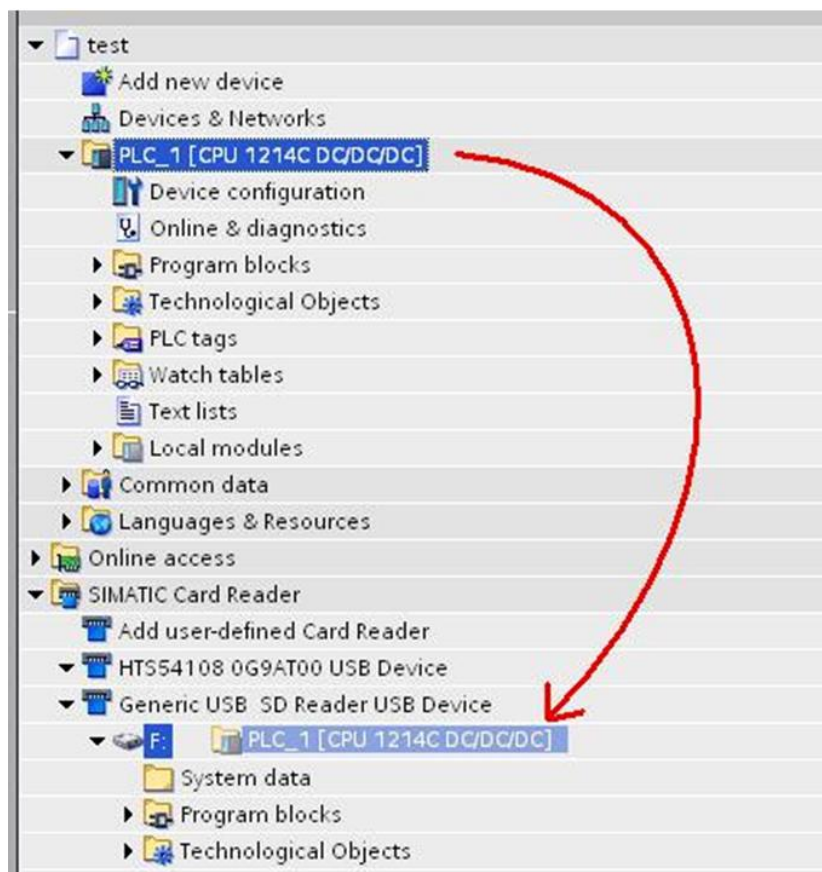 test
Add new device
Devices & Networks
PLC_1 [CPU 1214C DC/DC/DC]
Device configuration
Online & diagnostics
Program blocks
Technological Objects
PLC tags
Watch tables
Text lists
Local modules
Common data
Languages & Resources
Online access
SIMATIC Card Reader
Add user-defined Card Reader
HTS54108 0G9AT00 USB Device
Generic USB SD Reader USB Device
F: PLC_1 [CPU 1214C DC/DC/DC]
System data
Program blocks
Technological Objects